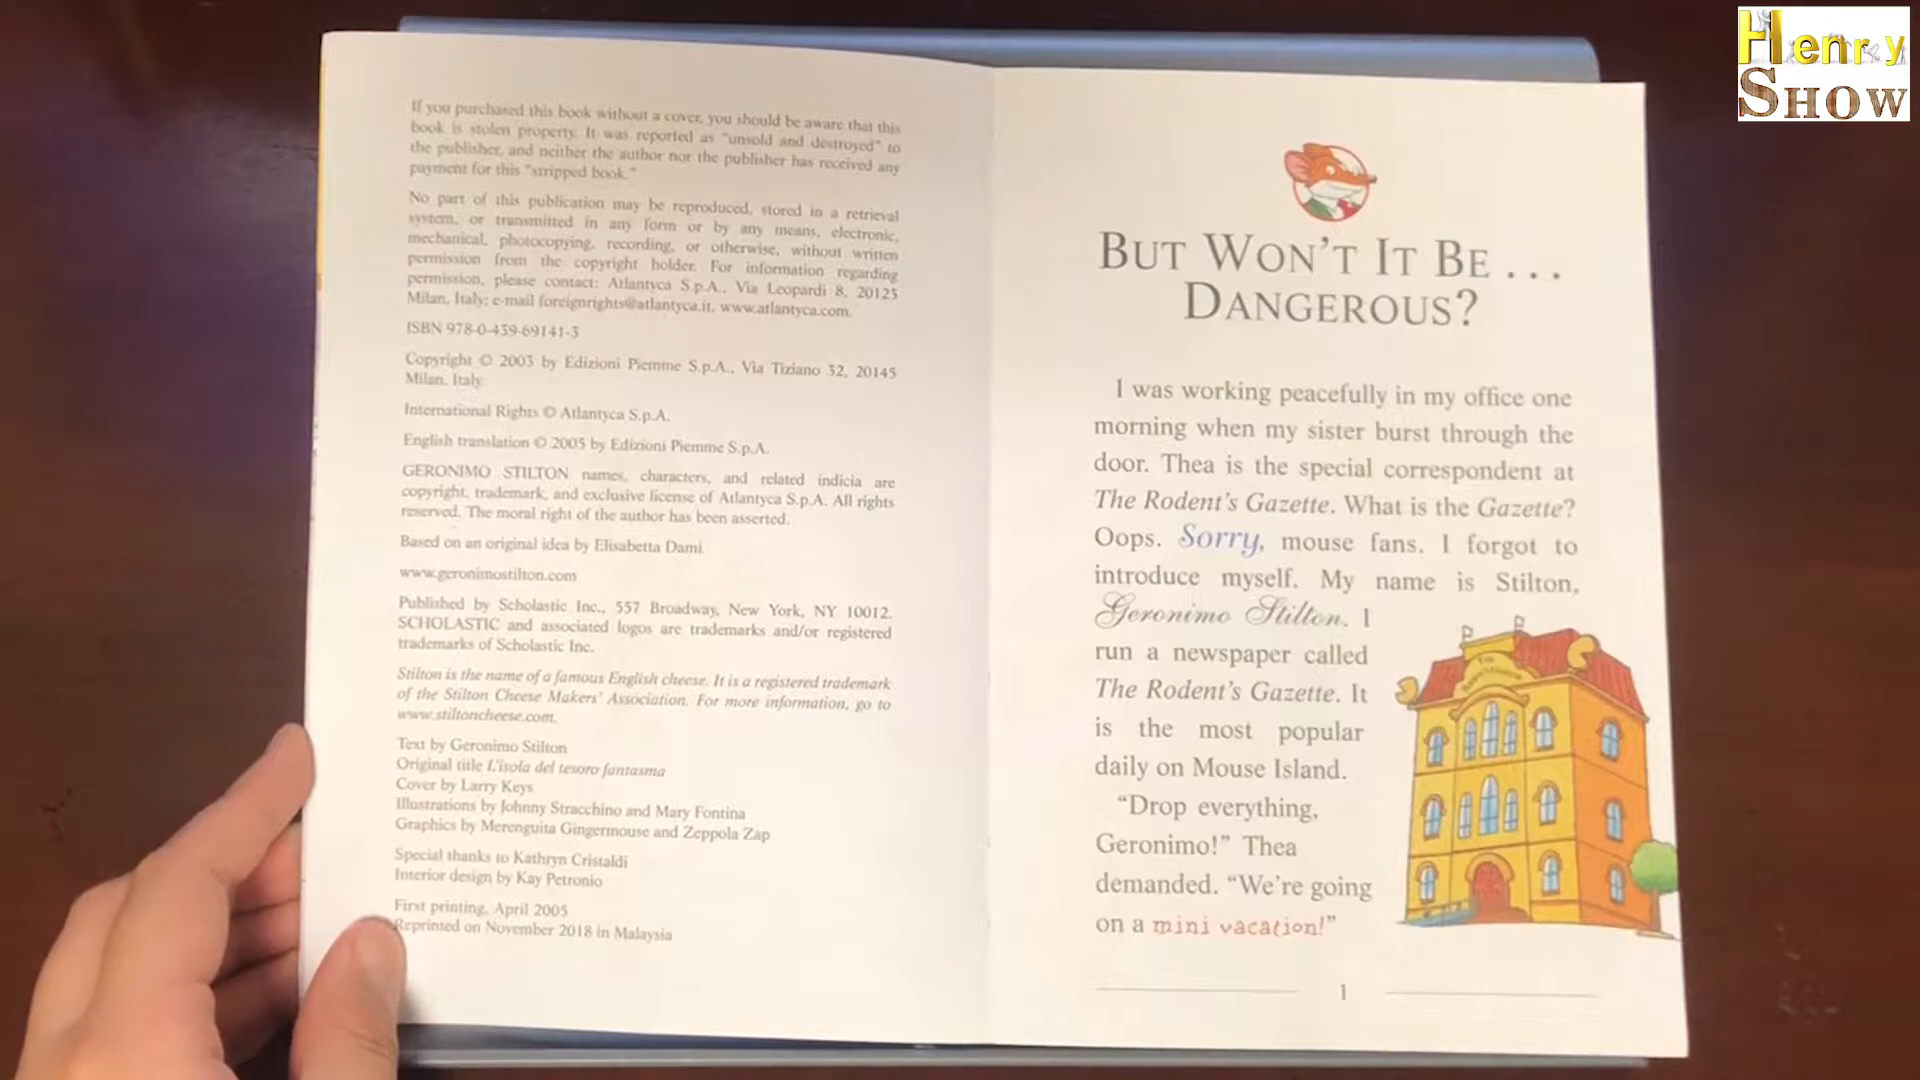 If you purchased this book without a cover, you should be aware that this
book is stolen property. It was reported as "unsold and destroyed" to
the publisher, and neither the author nor the publisher has received any
payment for this "stripped book."
No part of this publication may be reproduced, stored in a retrieval
system, or transmitted in any form or by any means, electronic,
mechanical, photocopying, recording, or otherwise, without written
permission from the copyright holder. For information regarding
permission, please contact: Atlantyca S.p.A., Via Leopardi 8, 20123
Milan, Italy; e-mail foreignrights@atlantyca.it, www.atlantyca.com.
ISBN 978-0-439-69141-3
Copyright © 2003 by Edizioni Piemme S.p.A., Via Tiziano 32, 20145
Milan, Italy
International Rights © Atlantyca S.p.A.
English translation © 2005 by Edizioni Piemme S.p.A.
GERONIMO STILTON names, characters, and related indicia are
copyright, trademark, and exclusive license of Atlantyca S.p.A. All rights
reserved. The moral right of the author has been asserted.
Based on an original idea by Elisabetta Dami
www.geronimostilton.com
Published by Scholastic Inc., 557 Broadway, New York, NY 10012.
SCHOLASTIC and associated logos are trademarks and/or registered
trademarks of Scholastic Inc.
Stilton is the name of a famous English cheese. It is a registered trademark
of the Stilton Cheese Makers' Association. For more information, go to
www.stiltoncheese.com.
Text by Geronimo Stilton
Original title L'isola del tesoro fantasma
Cover by Larry Keys
Illustrations by Johnny Stracchino and Mary Fontina
Graphics by Merenguita Gingermouse and Zeppola Zap
Special thanks to Kathryn Cristaldi
Interior design by Kay Petronio
First printing, April 2005
Reprinted on November 2018 in Malaysia
BUT WON'T IT BE . . .
DANGEROUS?
I was working peacefully in my office one
morning when my sister burst through the
door. Thea is the special correspondent at
The Rodent's Gazette. What is the Gazette?
Oops. Sorry, mouse fans. I forgot to
introduce myself. My name is Stilton,
Geronimo Stilton. I
run a newspaper called
The Rodent's Gazette. It
is the most popular
daily on Mouse Island.
"Drop everything,
Geronimo!" Thea
demanded. "We're going
on a mini vacation!"
1
Henry
SHOW